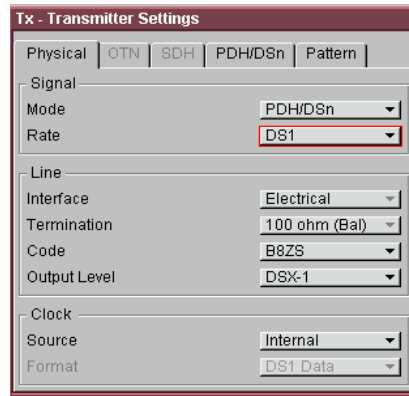 Tx - Transmitter Settings
Physical OTN SDH PDH/DSn Pattern
Signal
Mode PDH/DSn
Rate DS1
Line
Interface Electrical
Termination 100 ohm (Bal)
Code B8ZS
Output Level DSX-1
Clock
Source Internal
Format DS1 Data